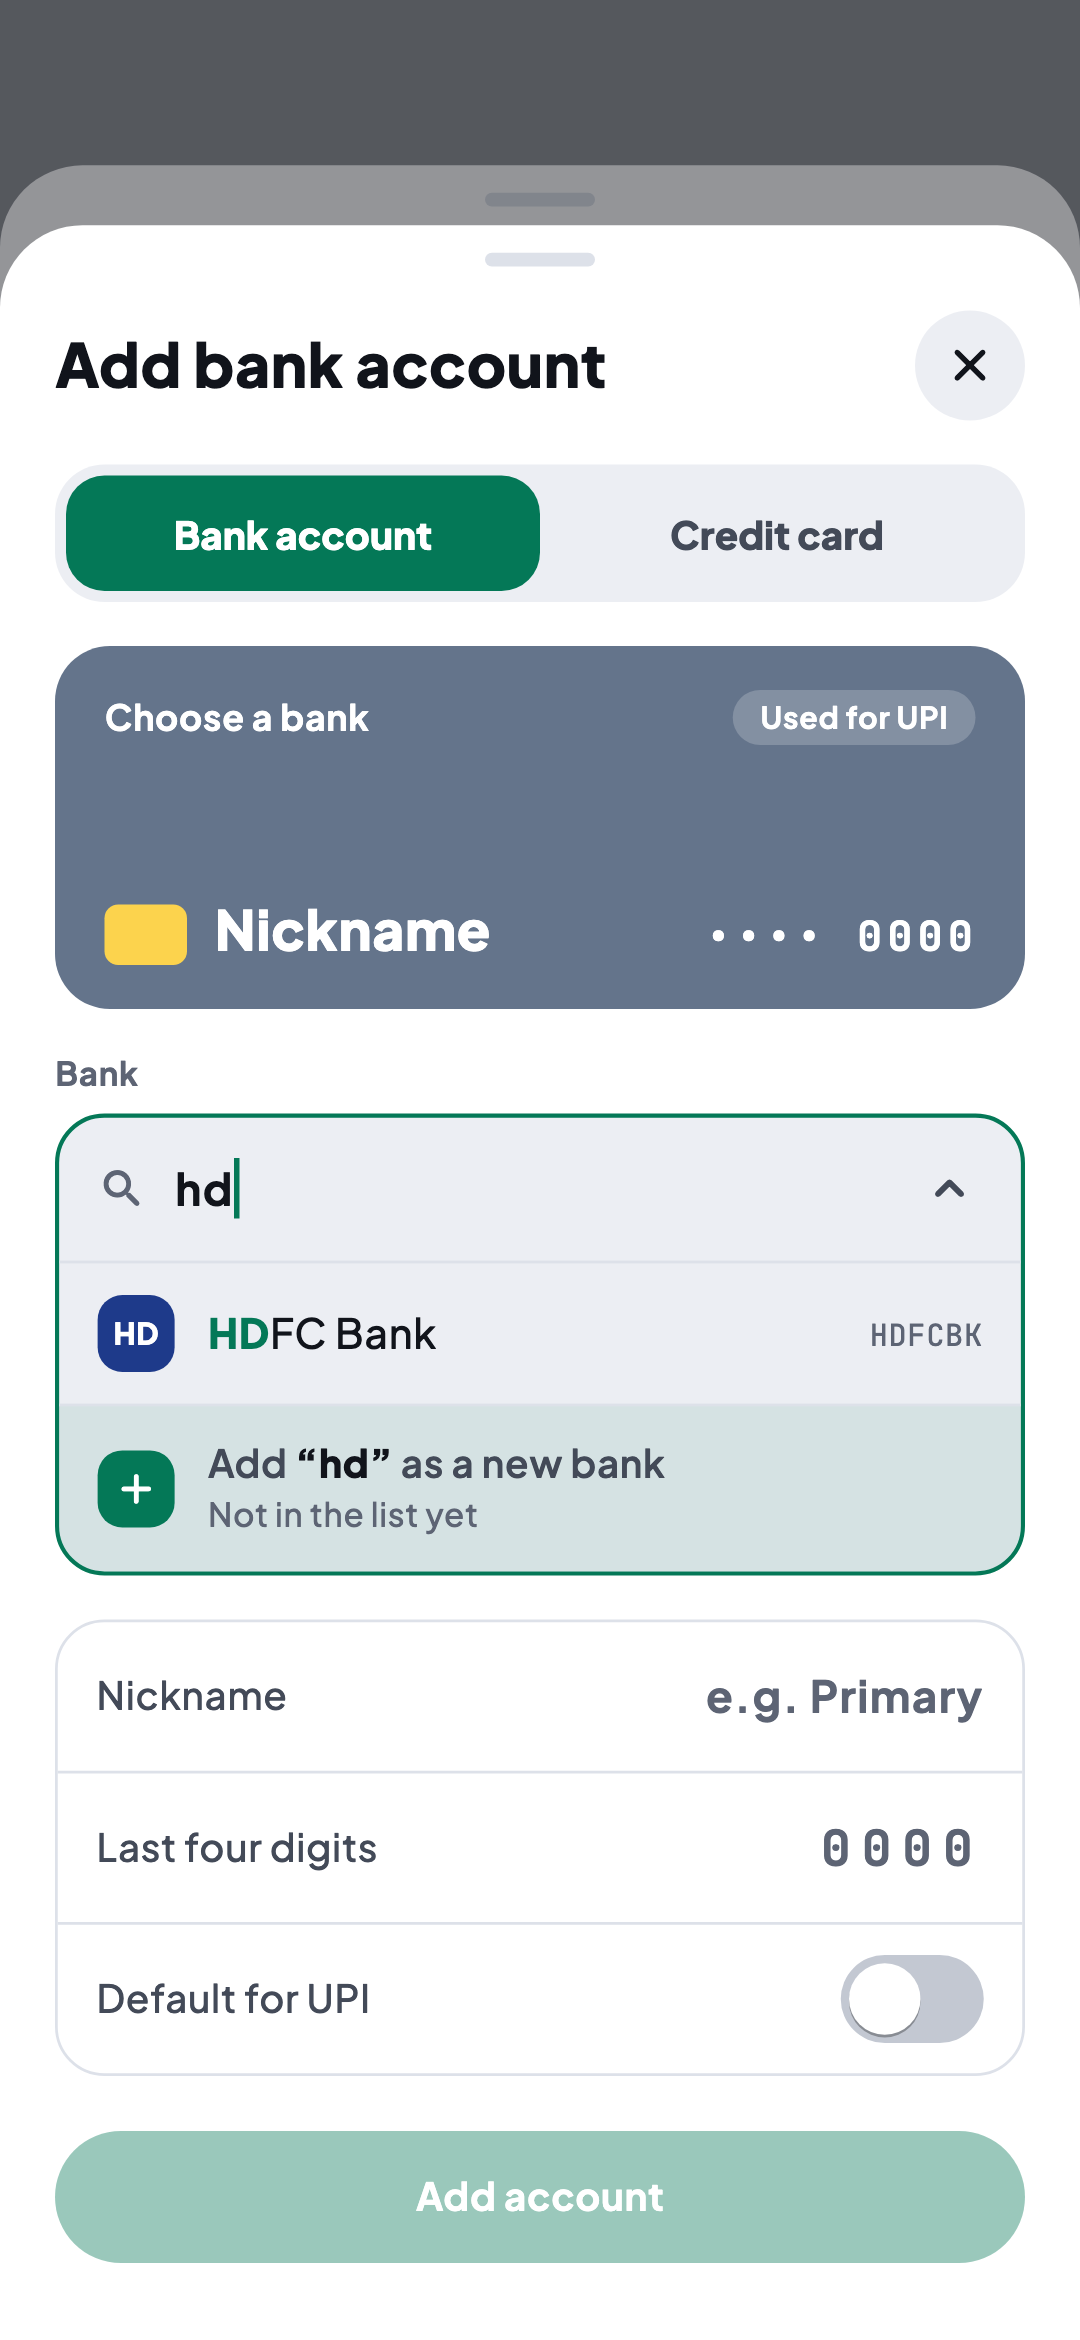 Add bank account
Bank account
Credit card
Choose a bank
Used for UPI
Nickname
•••• 0000
Bank
hd
HD
HDFC Bank
HDFCBK
Add “hd” as a new bank
Not in the list yet
Nickname
e.g. Primary
Last four digits
0000
Default for UPI
Add account